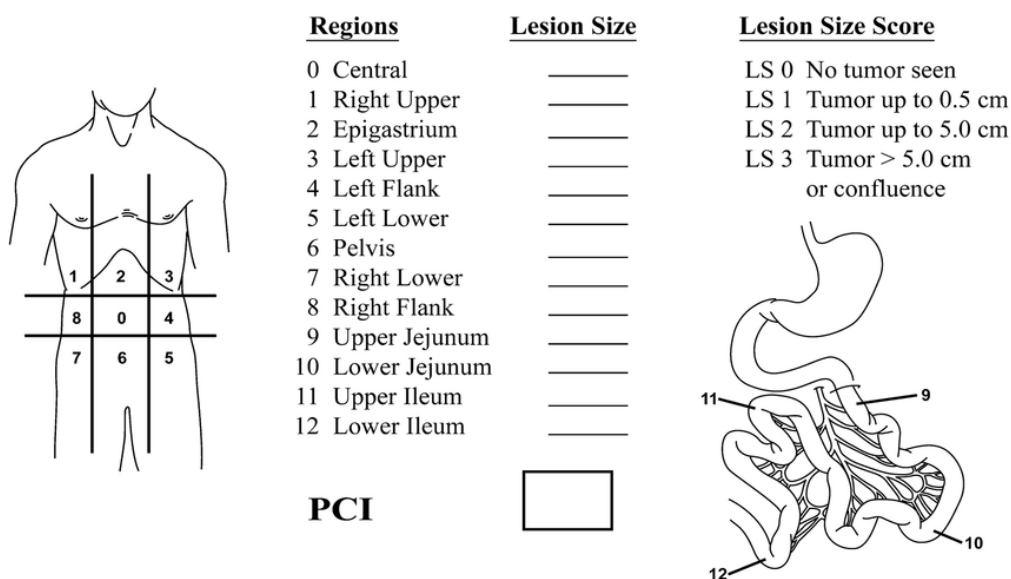 Regions Lesion Size Lesion Size Score
0 Central LS 0 No tumor seen
1 Right Upper LS 1 Tumor up to 0.5 cm
2 Epigastrium LS 2 Tumor up to 5.0 cm
3 Left Upper LS 3 Tumor > 5.0 cm
4 Left Flank or confluence
5 Left Lower
6 Pelvis
7 Right Lower
8 Right Flank
9 Upper Jejunum
10 Lower Jejunum
11 Upper Ileum
12 Lower Ileum
PCI
1 2 3
8 0 4
7 6 5
11 9
10
12